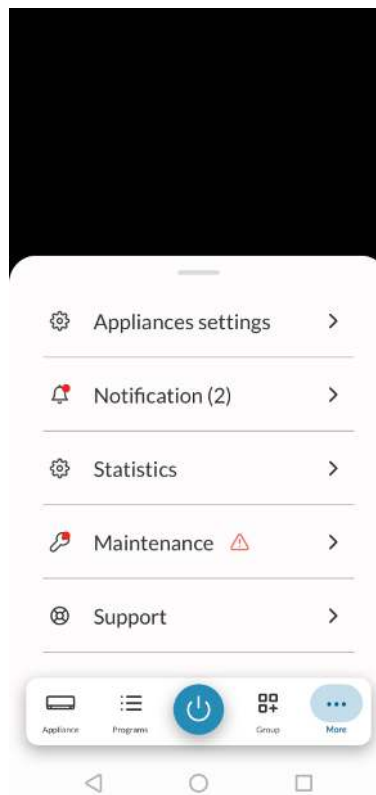 Appliances settings
Notification (2)
Statistics
Maintenance
Support
Appliance Programs Group More